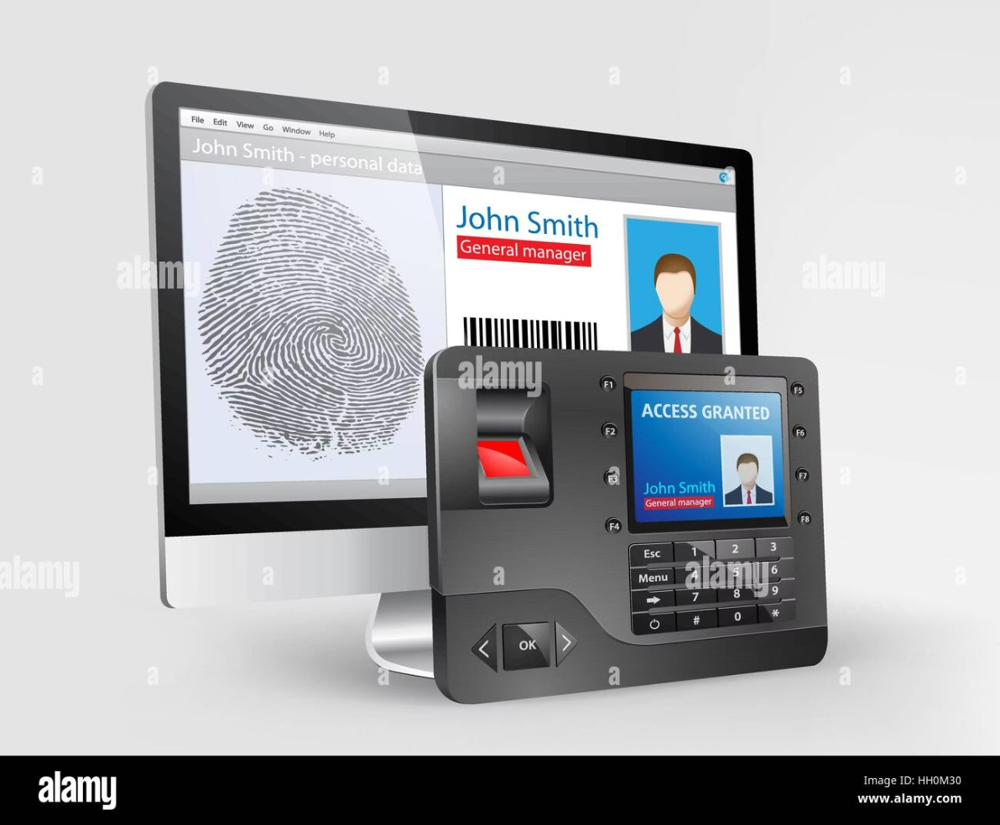 File Edit View Go Window Help
John Smith - personal data
John Smith
General manager
ACCESS GRANTED
John Smith
General manager
F1
F2
F3
F4
F5
F6
F7
F8
Esc 1 2 3
Menu 4 5 6
7 8 9
# 0 *
< OK >
a
alamy
alamy
alamy
alamy
alamy
alamy
HH0M30
www.alamy.com